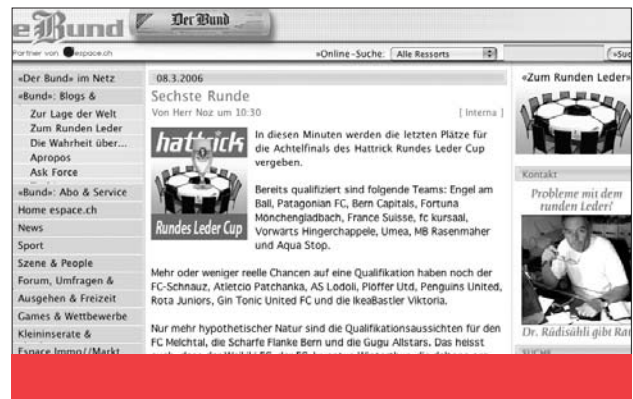 eBund
Der Bund
Partner von espace.ch
»Online-Suche: Alle Ressorts
«Der Bund» im Netz
«Bund»: Blogs &
Zur Lage der Welt
Zum Runden Leder
Die Wahrheit über...
Apropos
Ask Force
«Bund»: Abo & Service
Home espace.ch
News
Sport
Szene & People
Forum, Umfragen &
Ausgehen & Freizeit
Games & Wettbewerbe
Kleininserate &
Espace Immo//Markt
08.3.2006
Sechste Runde
Von Herr Noz um 10:30 [ Interna ]
hattrick
Rundes Leder Cup
In diesen Minuten werden die letzten Plätze für
die Achtelfinals des Hattrick Rundes Leder Cup
vergeben.
Bereits qualifiziert sind folgende Teams: Engel am
Ball, Patagonian FC, Bern Capitals, Fortuna
Mönchengladbach, France Suisse, fc kursaal,
Vorwärts Hingerchappele, Umea, MB Rasenmaher
und Aqua Stop.
Mehr oder weniger reelle Chancen auf eine Qualifikation haben noch der
FC-Schnauz, Atletcio Patchanka, AS Lodoli, Plöffer Utd, Penguins United,
Rota Juniors, Gin Tonic United FC und die IkeaBastler Viktoria.
Nur mehr hypothetischer Natur sind die Qualifikationsaussichten für den
FC Melchtal, die Scharfe Flanke Bern und die Gugu Allstars. Das heisst
«Zum Runden Leder»
Kontakt
Probleme mit dem
runden Leder?
Dr. Rüdisühli gibt Rat
SUCHE